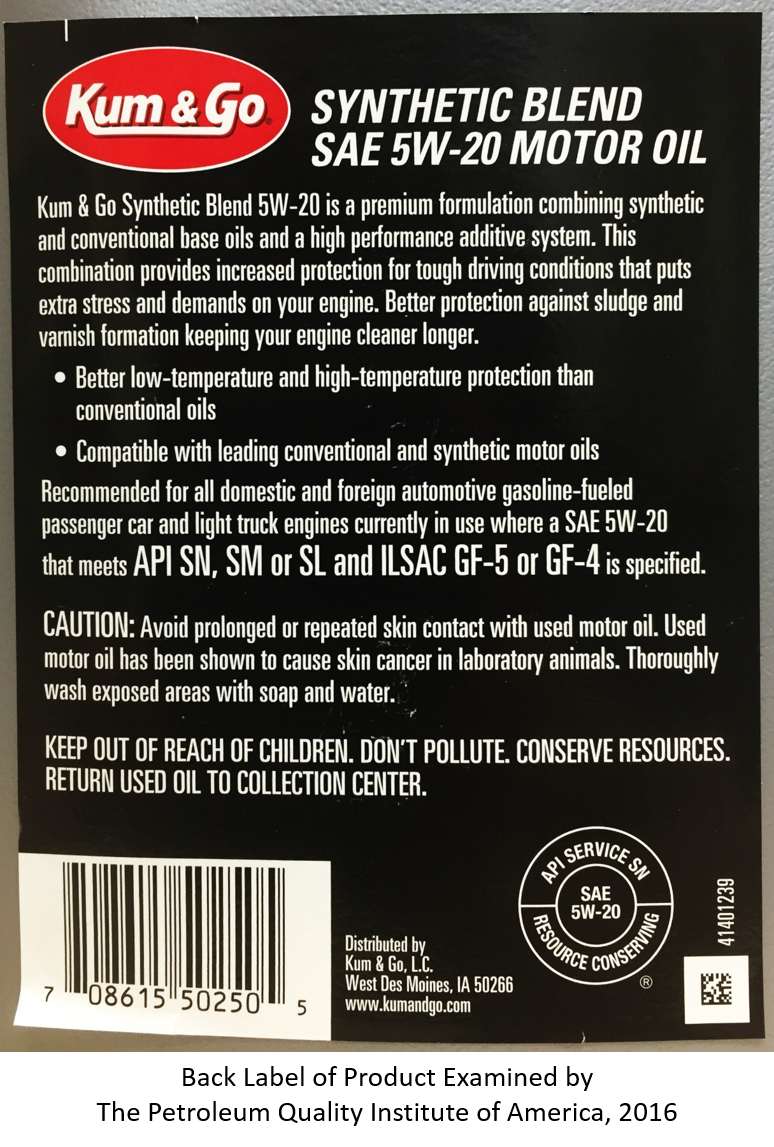 Kum & Go®
SYNTHETIC BLEND
SAE 5W-20 MOTOR OIL
Kum & Go Synthetic Blend 5W-20 is a premium formulation combining synthetic
and conventional base oils and a high performance additive system. This
combination provides increased protection for tough driving conditions that puts
extra stress and demands on your engine. Better protection against sludge and
varnish formation keeping your engine cleaner longer.
• Better low-temperature and high-temperature protection than
conventional oils
• Compatible with leading conventional and synthetic motor oils
Recommended for all domestic and foreign automotive gasoline-fueled
passenger car and light truck engines currently in use where a SAE 5W-20
that meets API SN, SM or SL and ILSAC GF-5 or GF-4 is specified.
CAUTION: Avoid prolonged or repeated skin contact with used motor oil. Used
motor oil has been shown to cause skin cancer in laboratory animals. Thoroughly
wash exposed areas with soap and water.
KEEP OUT OF REACH OF CHILDREN. DON'T POLLUTE. CONSERVE RESOURCES.
RETURN USED OIL TO COLLECTION CENTER.
7 08615 50250 5
Distributed by
Kum & Go, L.C.
West Des Moines, IA 50266
www.kumandgo.com
API SERVICE SN
SAE
5W-20
RESOURCE CONSERVING
®
41401239
Back Label of Product Examined by
The Petroleum Quality Institute of America, 2016